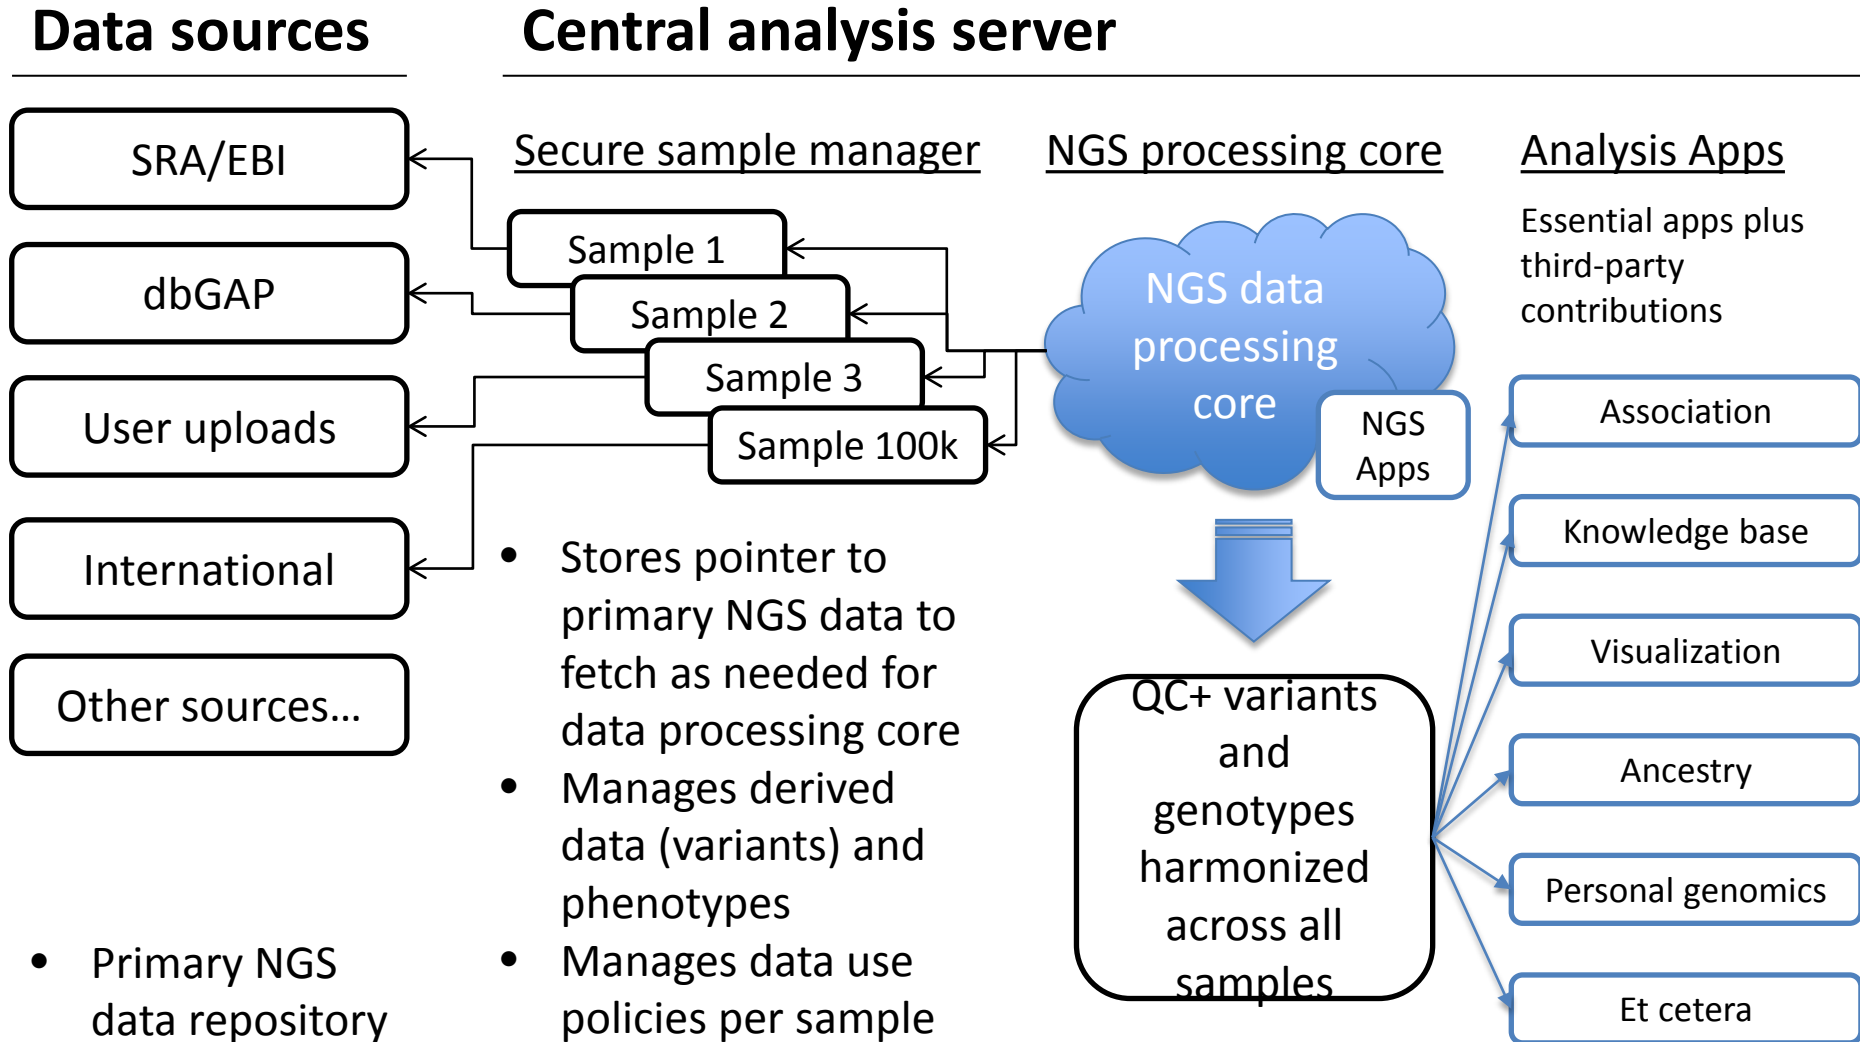 Data sources
Central analysis server
SRA/EBI
dbGAP
User uploads
International
Other sources…
• Primary NGS
data repository
Secure sample manager
Sample 1
Sample 2
Sample 3
Sample 100k
• Stores pointer to
primary NGS data to
fetch as needed for
data processing core
• Manages derived
data (variants) and
phenotypes
• Manages data use
policies per sample
NGS processing core
NGS data
processing
core
NGS
Apps
QC+ variants
and
genotypes
harmonized
across all
samples
Analysis Apps
Essential apps plus
third-party
contributions
Association
Knowledge base
Visualization
Ancestry
Personal genomics
Et cetera